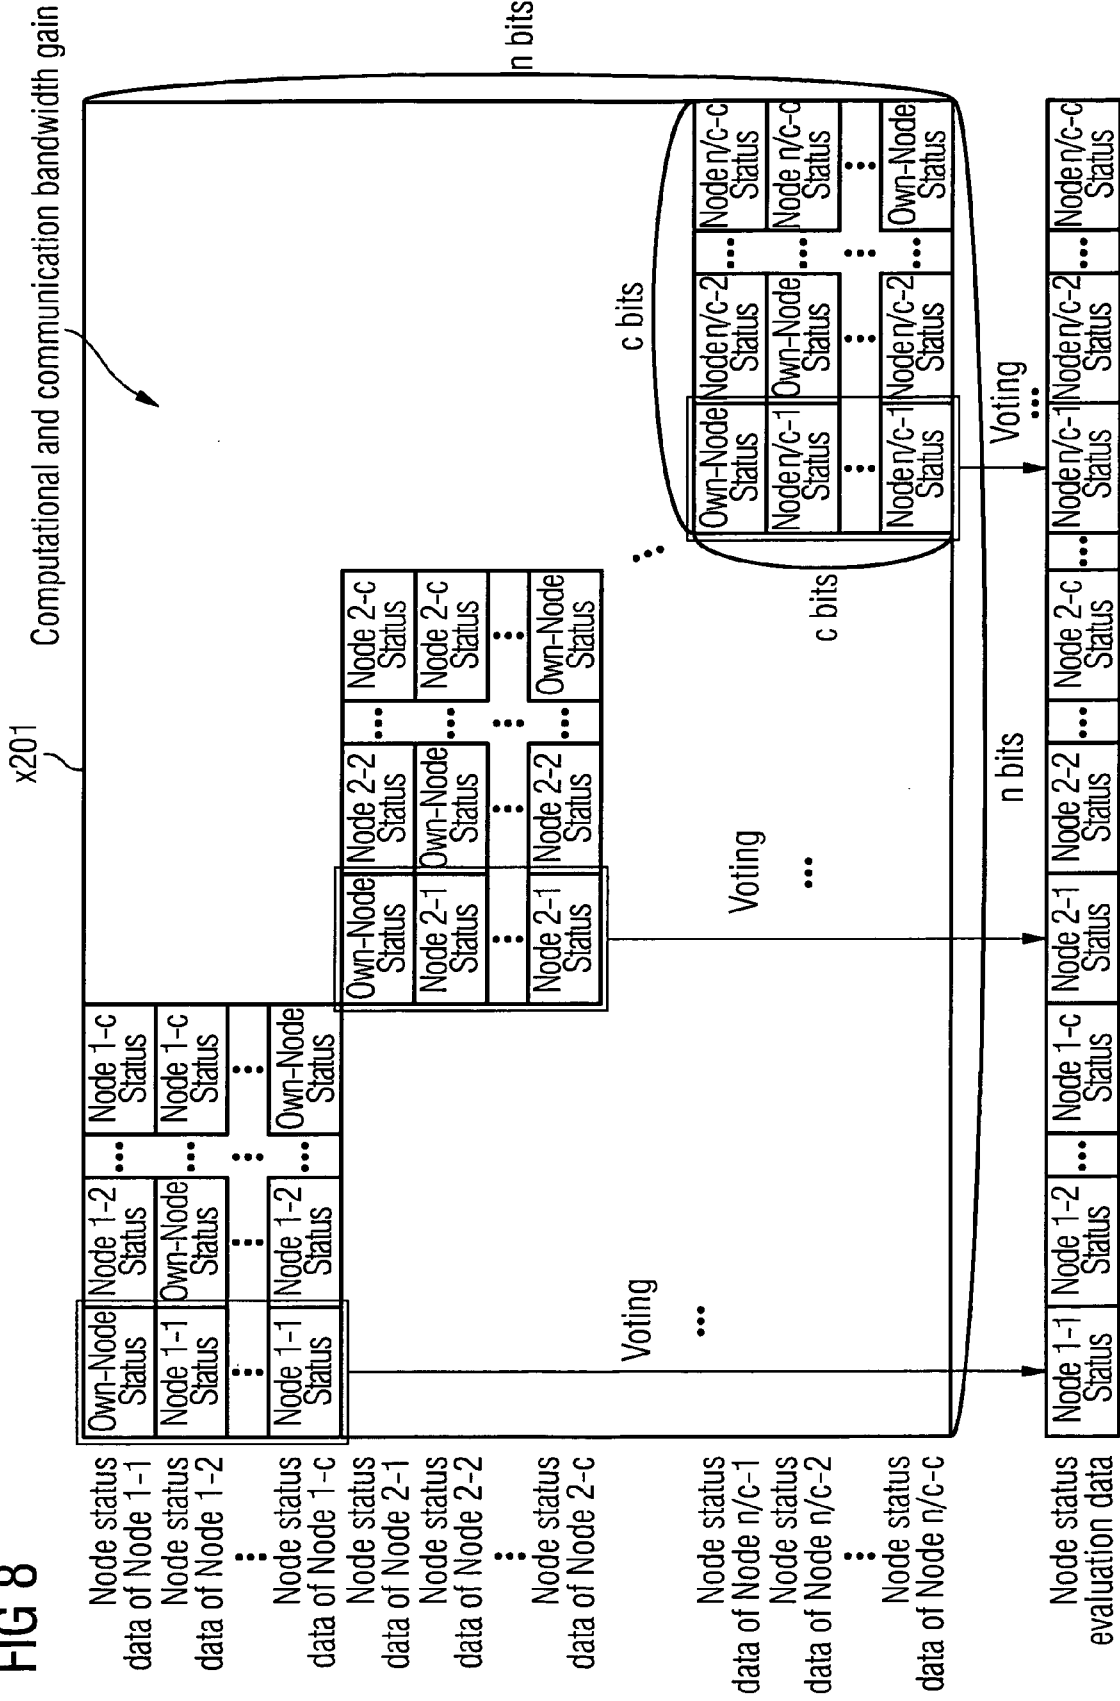 FIG 8
x201
Computational and communication bandwidth gain
Node status
data of Node 1-1
Own-Node
Status
Node 1-2
Status
...
Node 1-c
Status
Node status
data of Node 1-2
Node 1-1
Status
Own-Node
Status
...
Node 1-c
Status
...
...
...
...
...
Node status
data of Node 1-c
Node 1-1
Status
Node 1-2
Status
...
Own-Node
Status
Node status
data of Node 2-1
Own-Node
Status
Node 2-2
Status
...
Node 2-c
Status
Node status
data of Node 2-2
Node 2-1
Status
Own-Node
Status
...
Node 2-c
Status
...
...
...
...
...
Node status
data of Node 2-c
Node 2-1
Status
Node 2-2
Status
...
Own-Node
Status
n bits
c bits
...
Voting
...
Voting
...
Node status
data of Node n/c-1
Own-Node
Status
Node n/c-2
Status
...
Node n/c-c
Status
Node status
data of Node n/c-2
Node n/c-1
Status
Own-Node
Status
...
Node n/c-c
Status
...
...
...
...
...
Node status
data of Node n/c-c
Node n/c-1
Status
Node n/c-2
Status
...
Own-Node
Status
c bits
n bits
Voting
...
Node status
evaluation data
Node 1-1
Status
Node 1-2
Status
...
Node 1-c
Status
Node 2-1
Status
Node 2-2
Status
...
Node 2-c
Status
...
Node n/c-1
Status
Node n/c-2
Status
...
Node n/c-c
Status